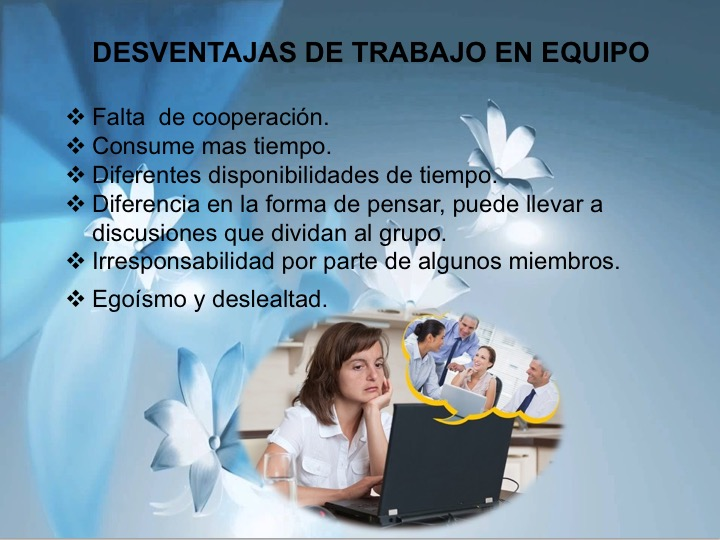 DESVENTAJAS DE TRABAJO EN EQUIPO
❖ Falta  de cooperación.
❖ Consume mas tiempo.
❖ Diferentes disponibilidades de tiempo.
❖ Diferencia en la forma de pensar, puede llevar a
discusiones que dividan al grupo.
❖ Irresponsabilidad por parte de algunos miembros.
❖ Egoísmo y deslealtad.